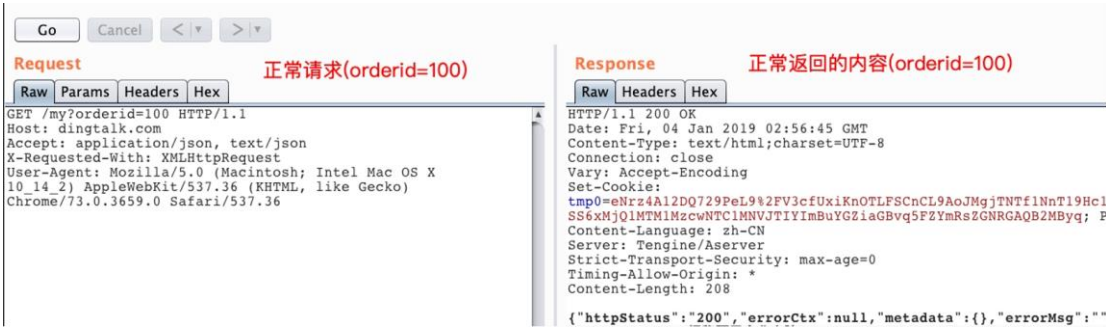 Go Cancel < >
Request 正常请求(orderid=100)
Raw Params Headers Hex
GET /my?orderid=100 HTTP/1.1
Host: dingtalk.com
Accept: application/json, text/json
X-Requested-With: XMLHttpRequest
User-Agent: Mozilla/5.0 (Macintosh; Intel Mac OS X
10_14_2) AppleWebKit/537.36 (KHTML, like Gecko)
Chrome/73.0.3659.0 Safari/537.36
Response 正常返回的内容(orderid=100)
Raw Headers Hex
HTTP/1.1 200 OK
Date: Fri, 04 Jan 2019 02:56:45 GMT
Content-Type: text/html;charset=UTF-8
Connection: close
Vary: Accept-Encoding
Set-Cookie:
tmp0=eNrz4A12DQ729PeL9%2FV3cfUxiKnOTLFSCnCL9AoJMgjTNTf1NnT19Hc1
SS6xMjQ1MTM1MzcwNTC1MNVJTIYImBuYGZiaGBvq5FZYmRsZGNRGAQB2MByq; P
Content-Language: zh-CN
Server: Tengine/Aserver
Strict-Transport-Security: max-age=0
Timing-Allow-Origin: *
Content-Length: 208
{"httpStatus":"200","errorCtx":null,"metadata":{},"errorMsg":""